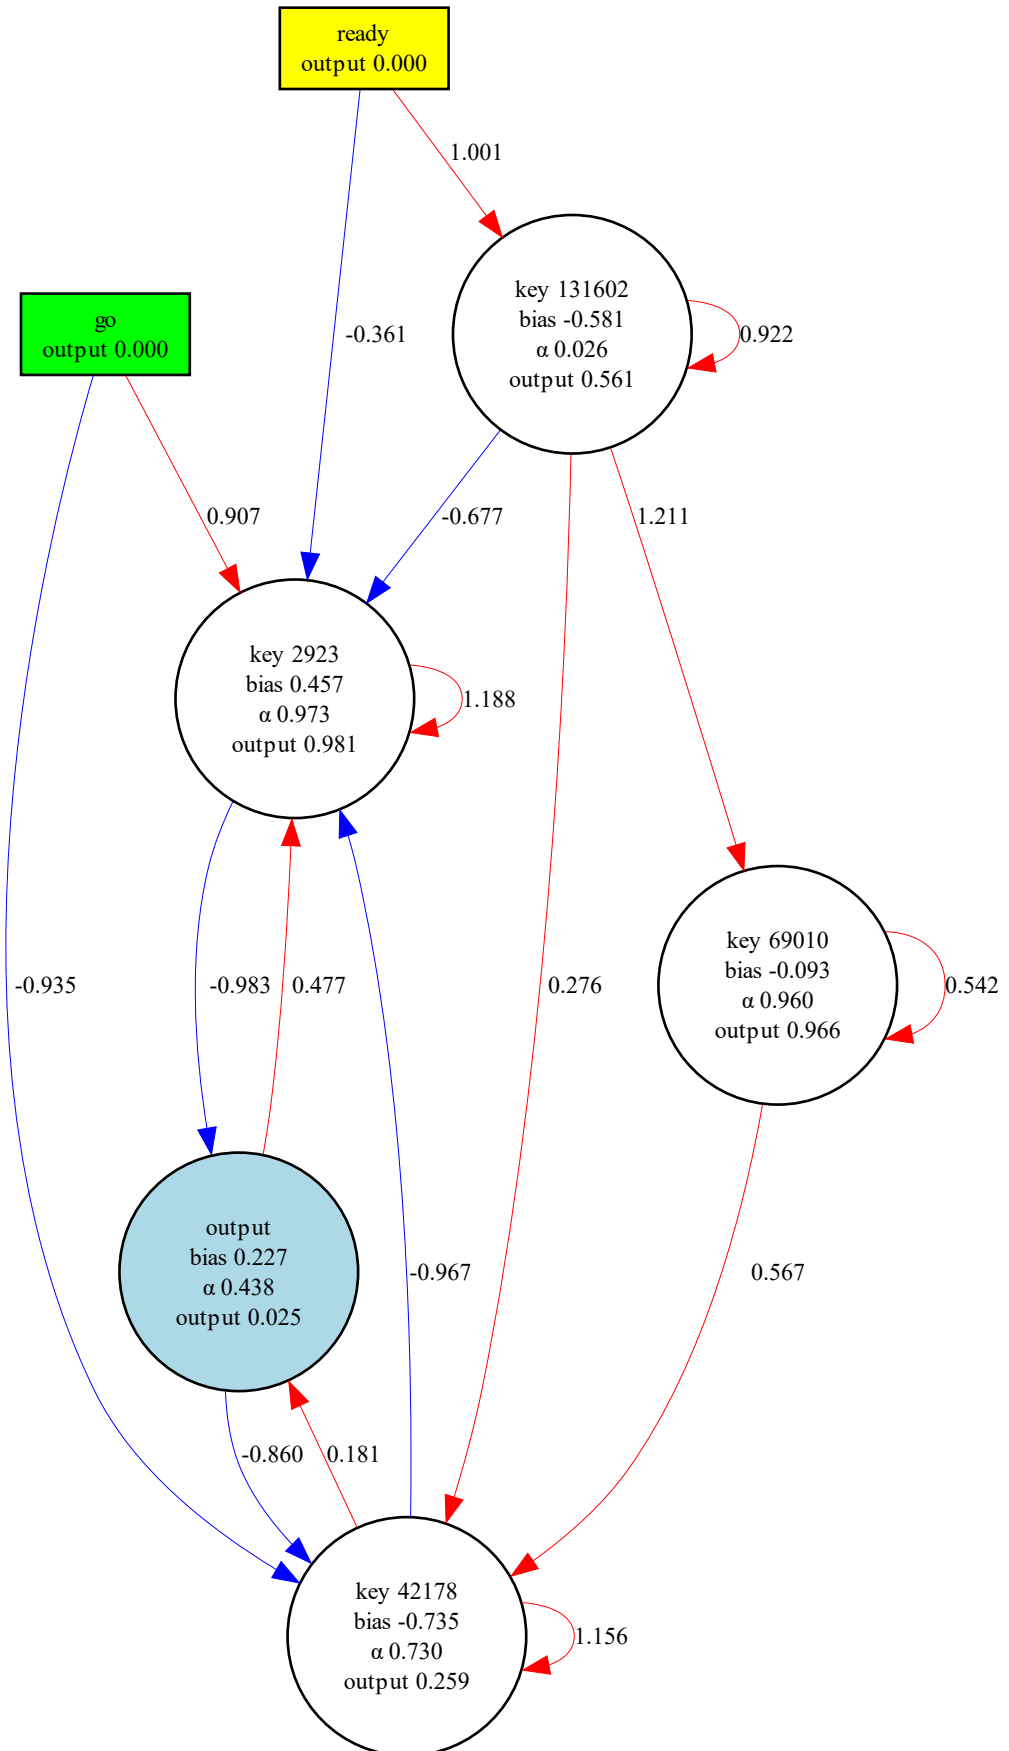 ready
output 0.000
1.001
key 131602
bias -0.581
α 0.026
output 0.561
0.922
-0.361
go
output 0.000
0.907
-0.677
1.211
key 2923
bias 0.457
α 0.973
output 0.981
1.188
key 69010
bias -0.093
α 0.960
output 0.966
0.542
-0.935
-0.983
0.477
0.276
output
bias 0.227
α 0.438
output 0.025
-0.967
0.567
-0.860
0.181
key 42178
bias -0.735
α 0.730
output 0.259
1.156